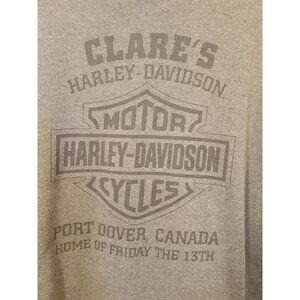 CLARE'S
HARLEY-DAVIDSON
MOTOR
HARLEY-DAVIDSON
CYCLES
PORT DOVER, CANADA
HOME OF FRIDAY THE 13TH